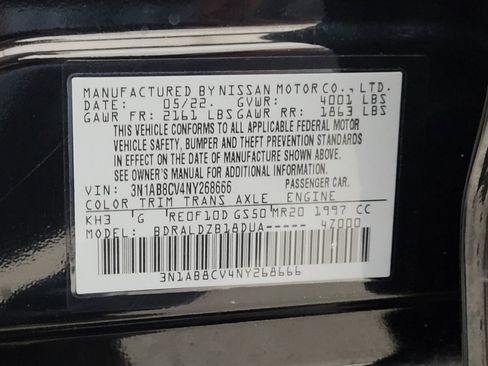 MANUFACTURED BY NISSAN MOTOR CO., LTD.
DATE: 05/22. GVWR: 4001 LBS
GAWR FR: 2161 LBS GAWR RR: 1863 LBS
THIS VEHICLE CONFORMS TO ALL APPLICABLE FEDERAL MOTOR
VEHICLE SAFETY, BUMPER AND THEFT PREVENTION STANDARDS
IN EFFECT ON THE DATE OF MANUFACTURE SHOWN ABOVE.
SEE OWNER'S MANUAL FOR ADDITIONAL INFORMATION.
VIN: 3N1AB8CV4NY268666 PASSENGER CAR.
COLOR TRIM TRANS AXLE ENGINE
KH3 G RE0F10D GS50 MR20 1997 CC
MODEL: BDRALDZB18DUA----- 4Z000
3N1AB8CV4NY268666